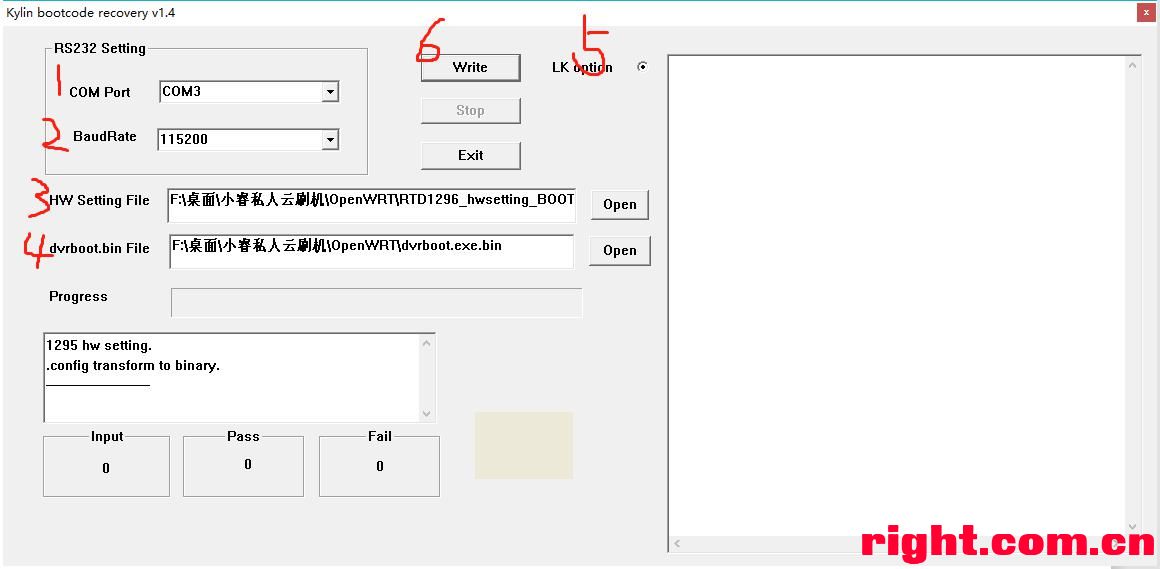 Kylin bootcode recovery v1.4
x
RS232 Setting
1
COM Port
COM3
2
BaudRate
115200
6
Write
5
LK option
Stop
Exit
3
HW Setting File
F:\桌面\小睿私人云刷机\OpenWRT\RTD1296_hwsetting_BOOT
Open
4
dvrboot.bin File
F:\桌面\小睿私人云刷机\OpenWRT\dvrboot.exe.bin
Open
Progress
1295 hw setting.
.config transform to binary.
Input
0
Pass
0
Fail
0
right.com.cn